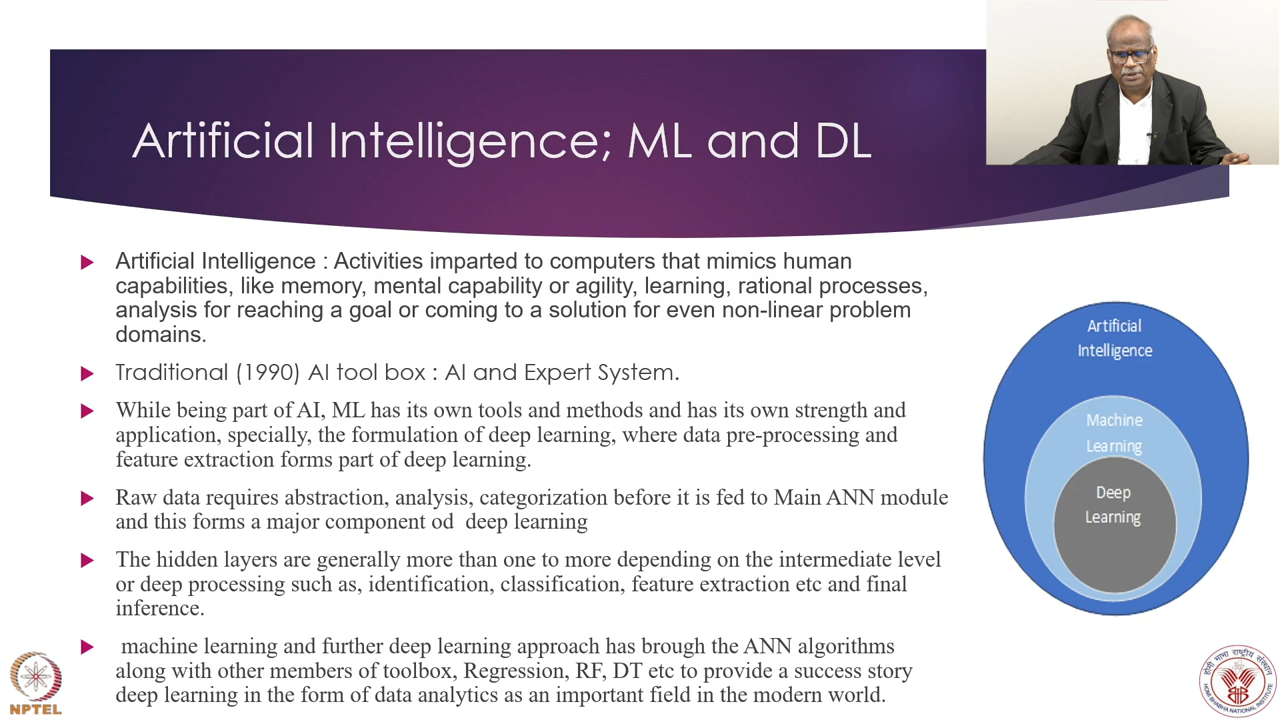 Artificial Intelligence; ML and DL
Artificial Intelligence : Activities imparted to computers that mimics human
capabilities, like memory, mental capability or agility, learning, rational processes,
analysis for reaching a goal or coming to a solution for even non-linear problem
domains.
Traditional (1990) AI tool box : AI and Expert System.
While being part of AI, ML has its own tools and methods and has its own strength and
application, specially, the formulation of deep learning, where data pre-processing and
feature extraction forms part of deep learning.
Raw data requires abstraction, analysis, categorization before it is fed to Main ANN module
and this forms a major component od deep learning
The hidden layers are generally more than one to more depending on the intermediate level
or deep processing such as, identification, classification, feature extraction etc and final
inference.
machine learning and further deep learning approach has brough the ANN algorithms
along with other members of toolbox, Regression, RF, DT etc to provide a success story
deep learning in the form of data analytics as an important field in the modern world.
Artificial
Intelligence
Machine
Learning
Deep
Learning
NPTEL
होमी भाभा राष्ट्रीय संस्थान
HOMI BHABHA NATIONAL INSTITUTE